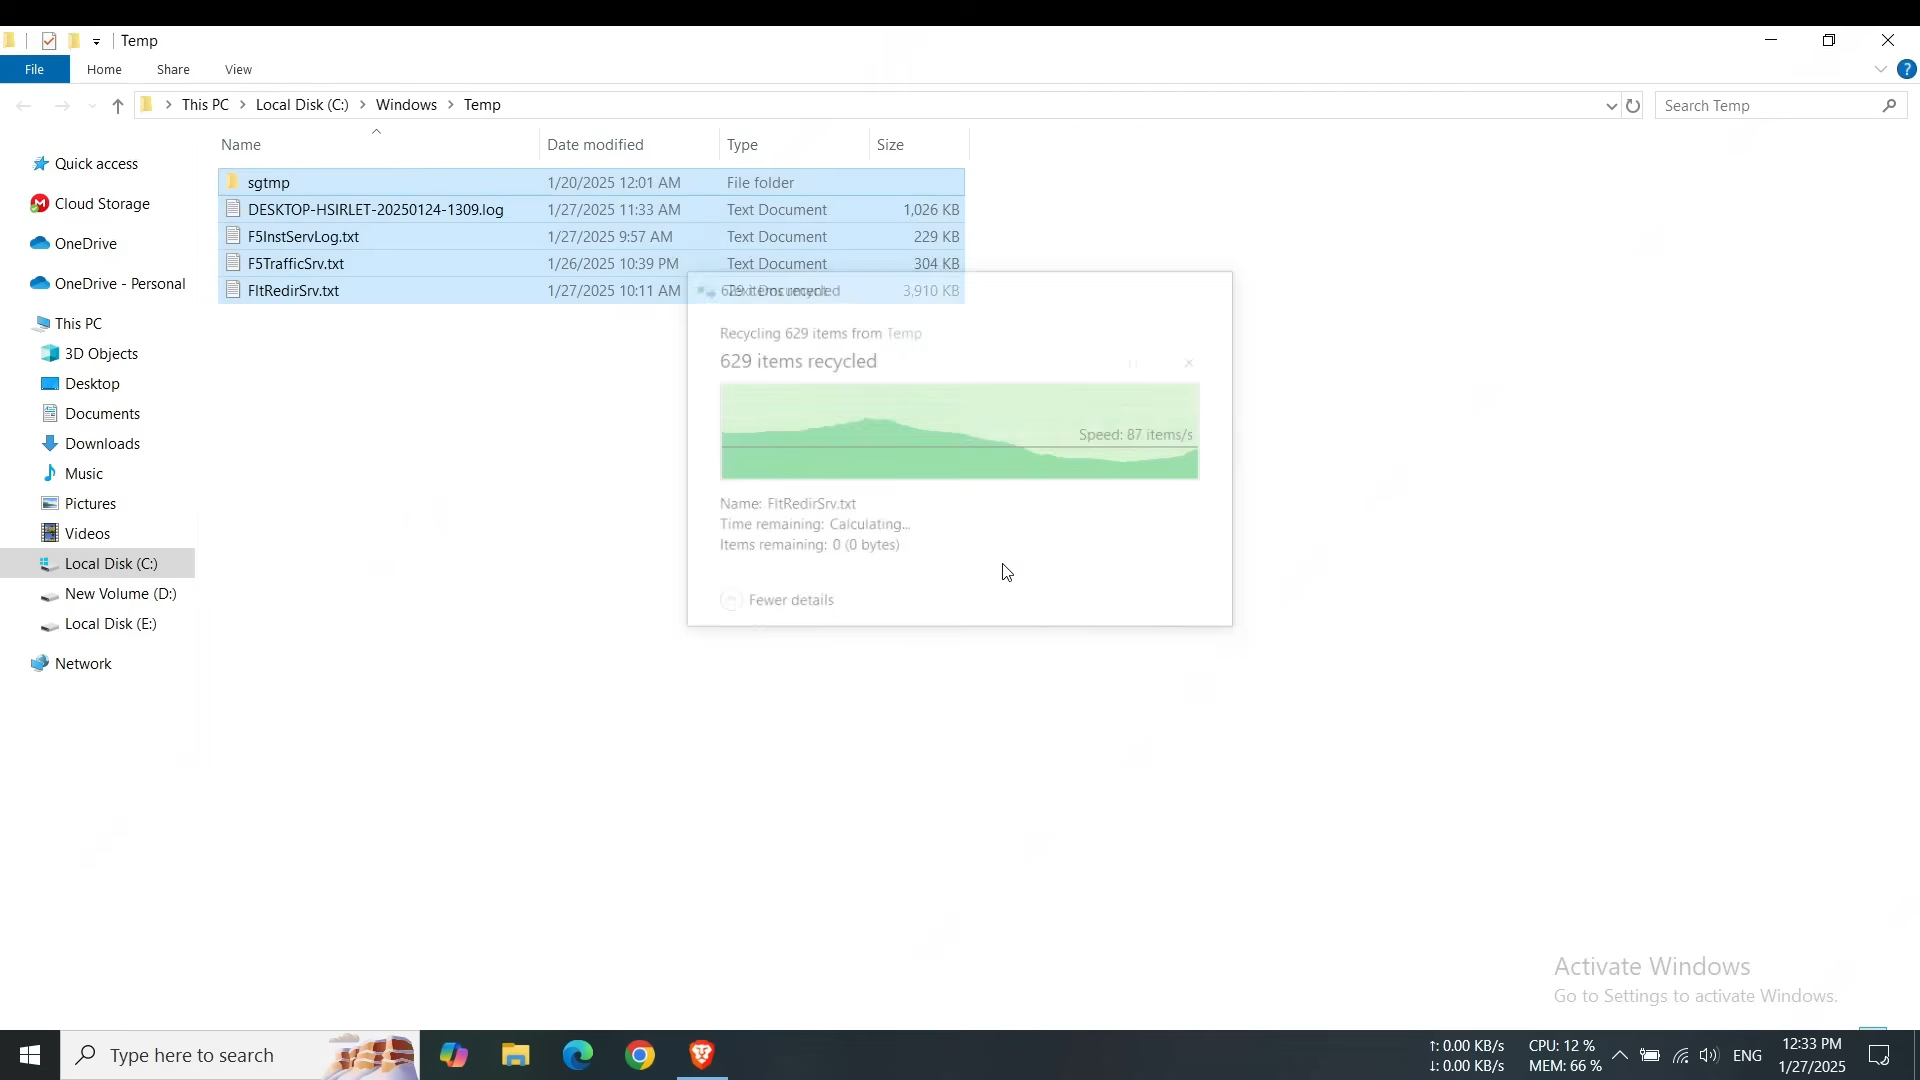 Temp
File Home Share View
This PC Local Disk (C:) Windows Temp
Search Temp
Name Date modified Type Size
Quick access
Cloud Storage
OneDrive
OneDrive - Personal
This PC
3D Objects
Desktop
Documents
Downloads
Music
Pictures
Videos
Local Disk (C:)
New Volume (D:)
Local Disk (E:)
Network
sgtmp 1/20/2025 12:01 AM File folder
DESKTOP-HSIRLET-20250124-1309.log 1/27/2025 11:33 AM Text Document 1,026 KB
F5InstServLog.txt 1/27/2025 9:57 AM Text Document 229 KB
F5TrafficSrv.txt 1/26/2025 10:39 PM Text Document 304 KB
FltRedirSrv.txt 1/27/2025 10:11 AM Text Document 3,910 KB
629 items recycled
Recycling 629 items from Temp
629 items recycled
Speed: 87 items/s
Name: FltRedirSrv.txt
Time remaining: Calculating...
Items remaining: 0 (0 bytes)
Fewer details
Activate Windows
Go to Settings to activate Windows.
Type here to search
↑: 0.00 KB/s
↓: 0.00 KB/s
CPU: 12 %
MEM: 66 %
ENG
12:33 PM
1/27/2025